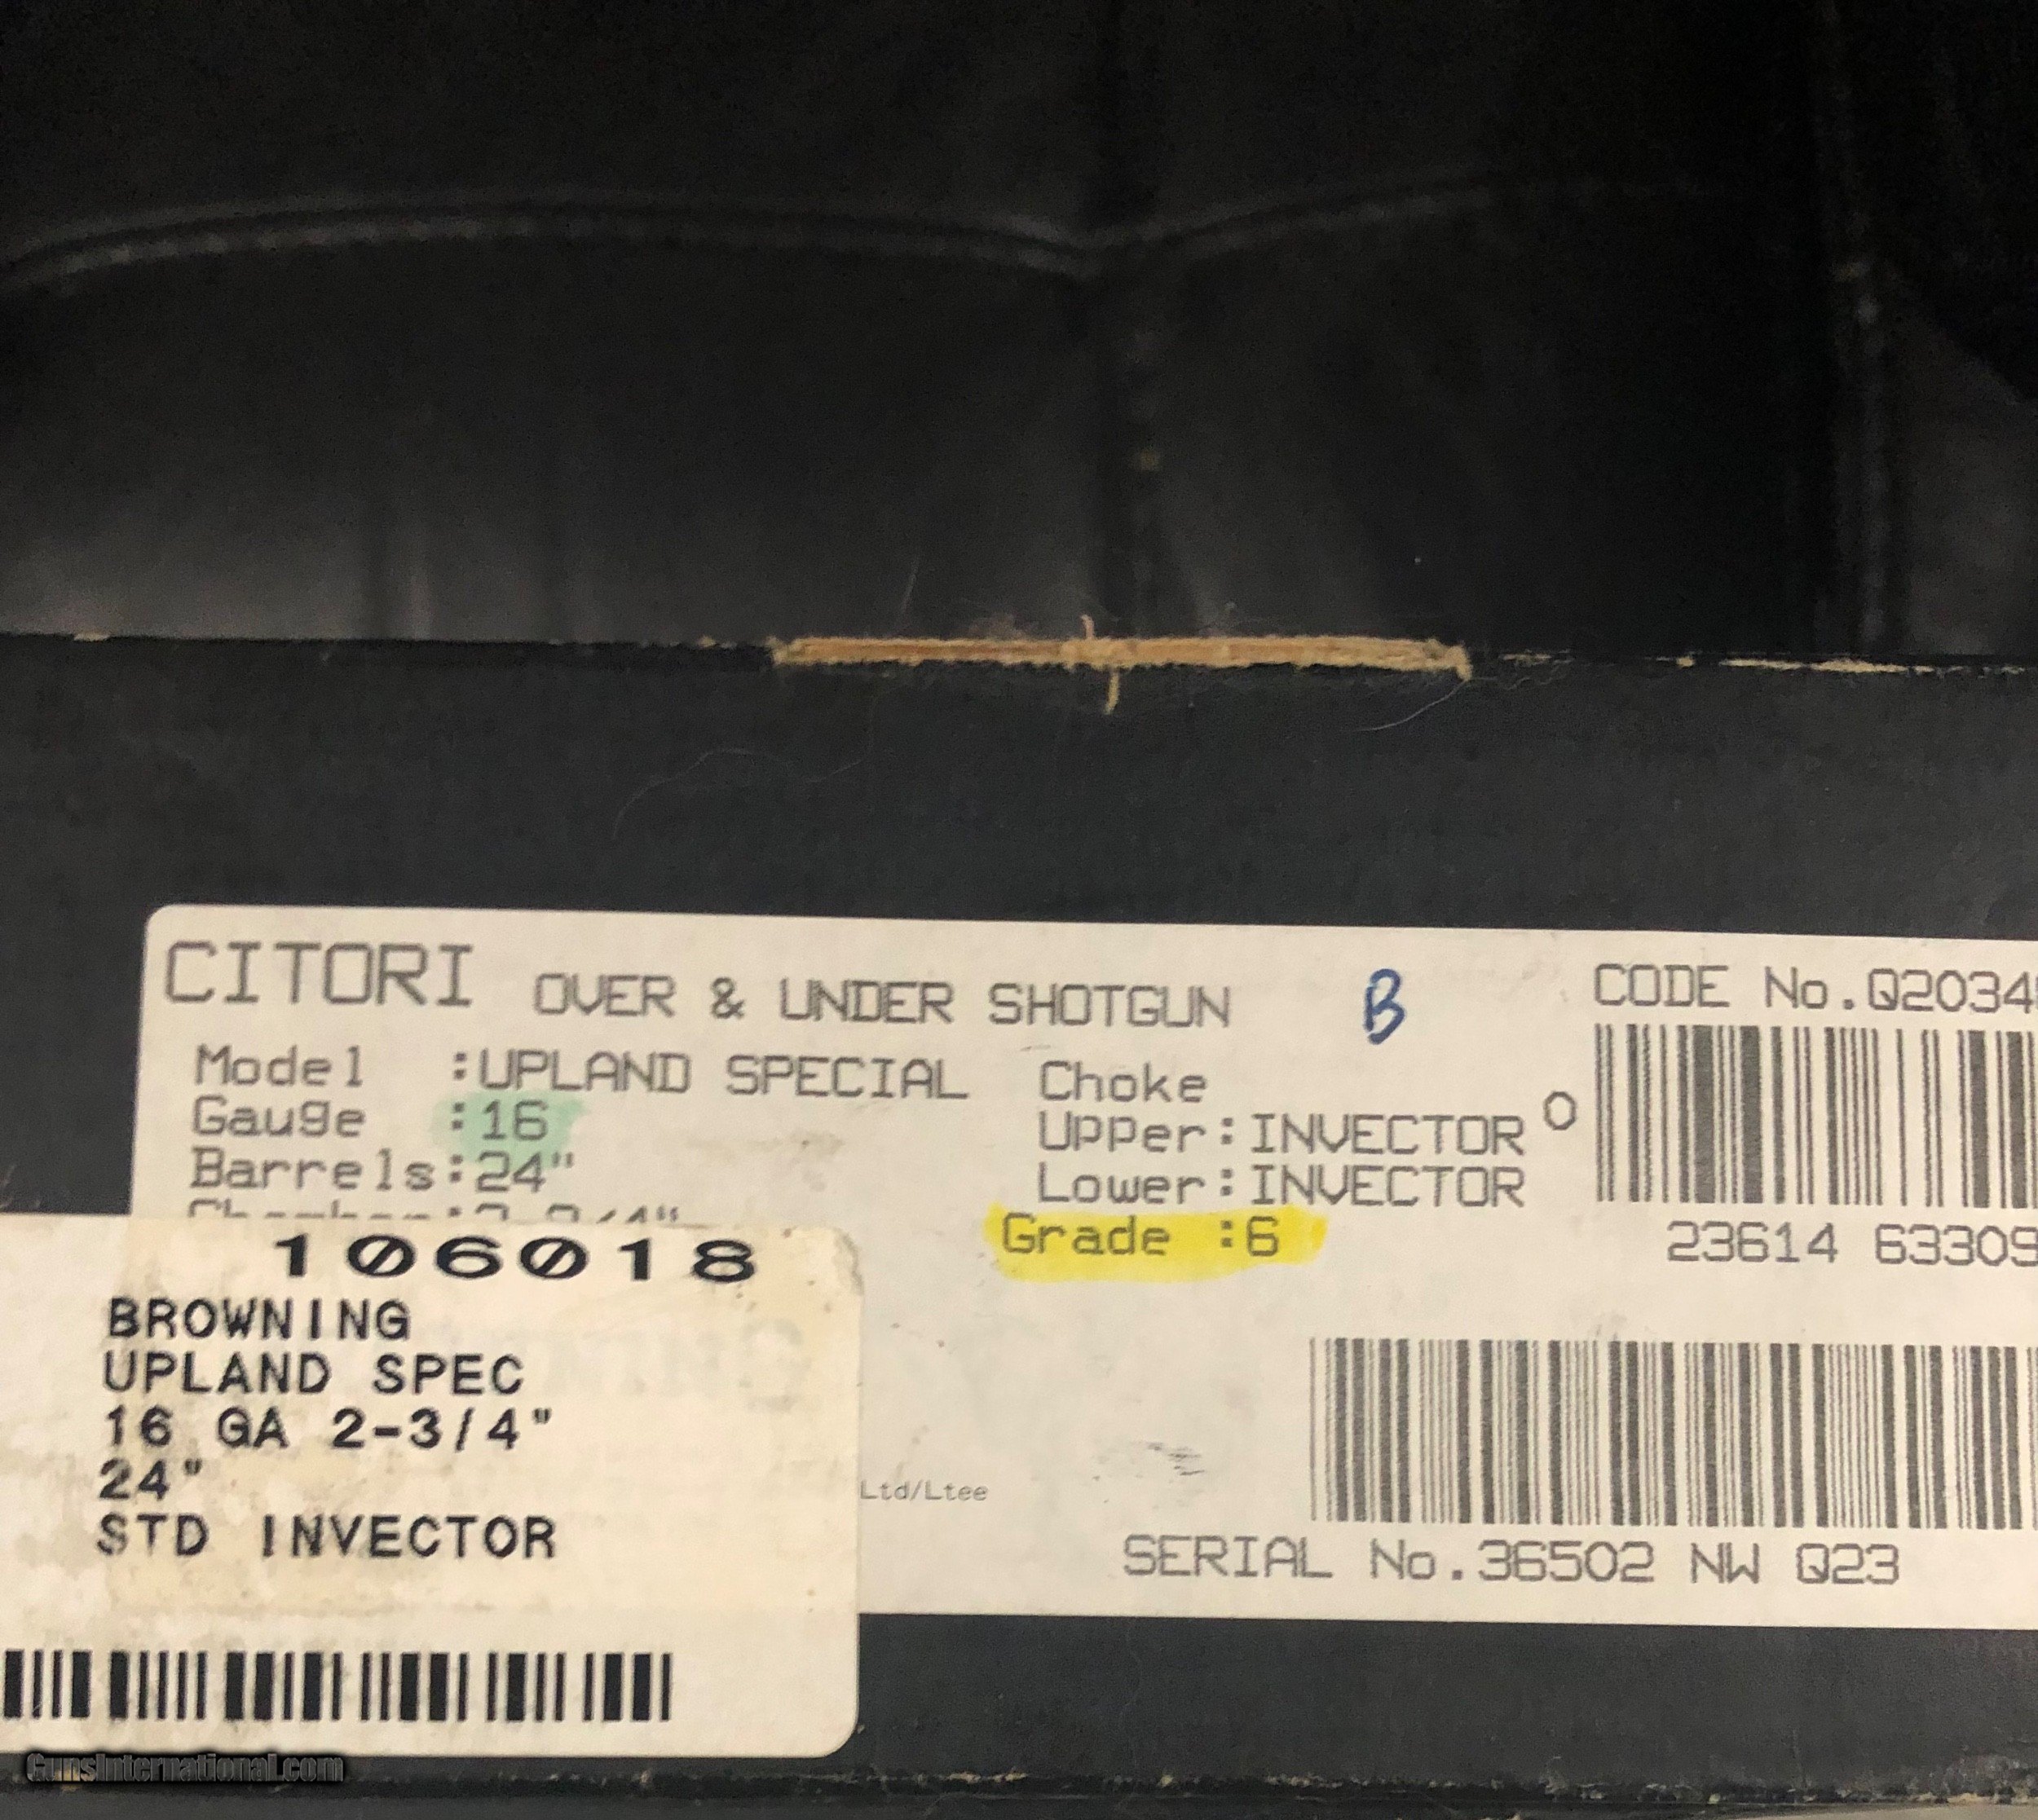 CITORI OVER & UNDER SHOTGUN B
CODE No.Q2034
Model :UPLAND SPECIAL
Gauge :16
Barrels:24"
Choke
Upper:INVECTOR
Lower:INVECTOR
Grade :6
O
23614 63309
106018
BROWNING
UPLAND SPEC
16 GA 2-3/4"
24"
STD INVECTOR
Ltd/Ltee
SERIAL No.36502 NW Q23
GunsInternational.com